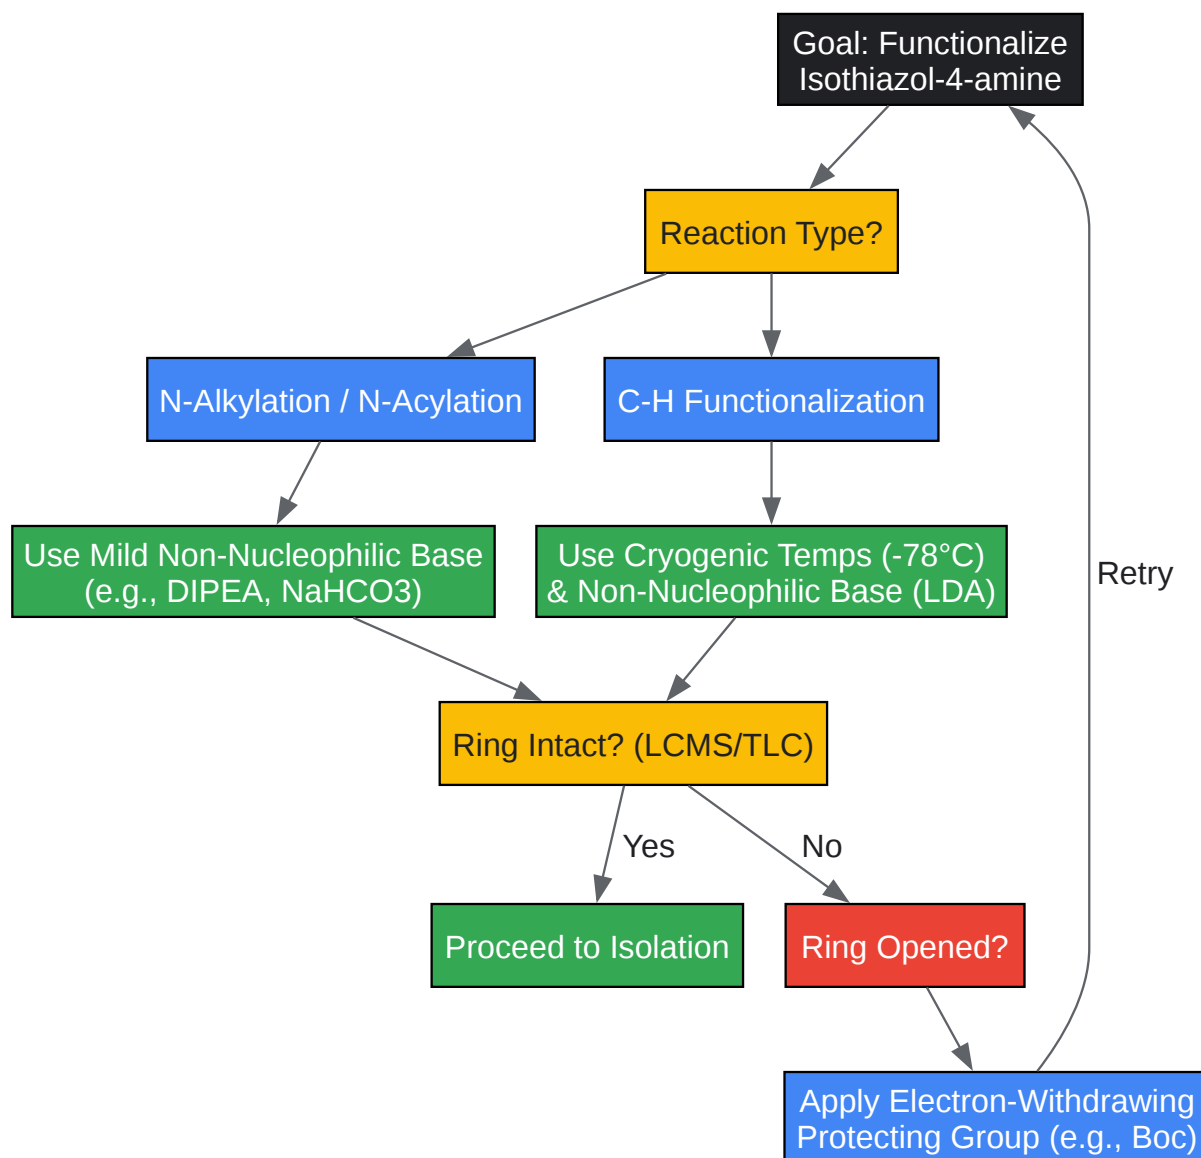 Goal: Functionalize
Isothiazol-4-amine
Reaction Type?
N-Alkylation / N-Acylation
C-H Functionalization
Use Mild Non-Nucleophilic Base
(e.g., DIPEA, NaHCO3)
Use Cryogenic Temps (-78°C)
& Non-Nucleophilic Base (LDA)
Retry
Ring Intact? (LCMS/TLC)
Yes
No
Proceed to Isolation
Ring Opened?
Apply Electron-Withdrawing
Protecting Group (e.g., Boc)